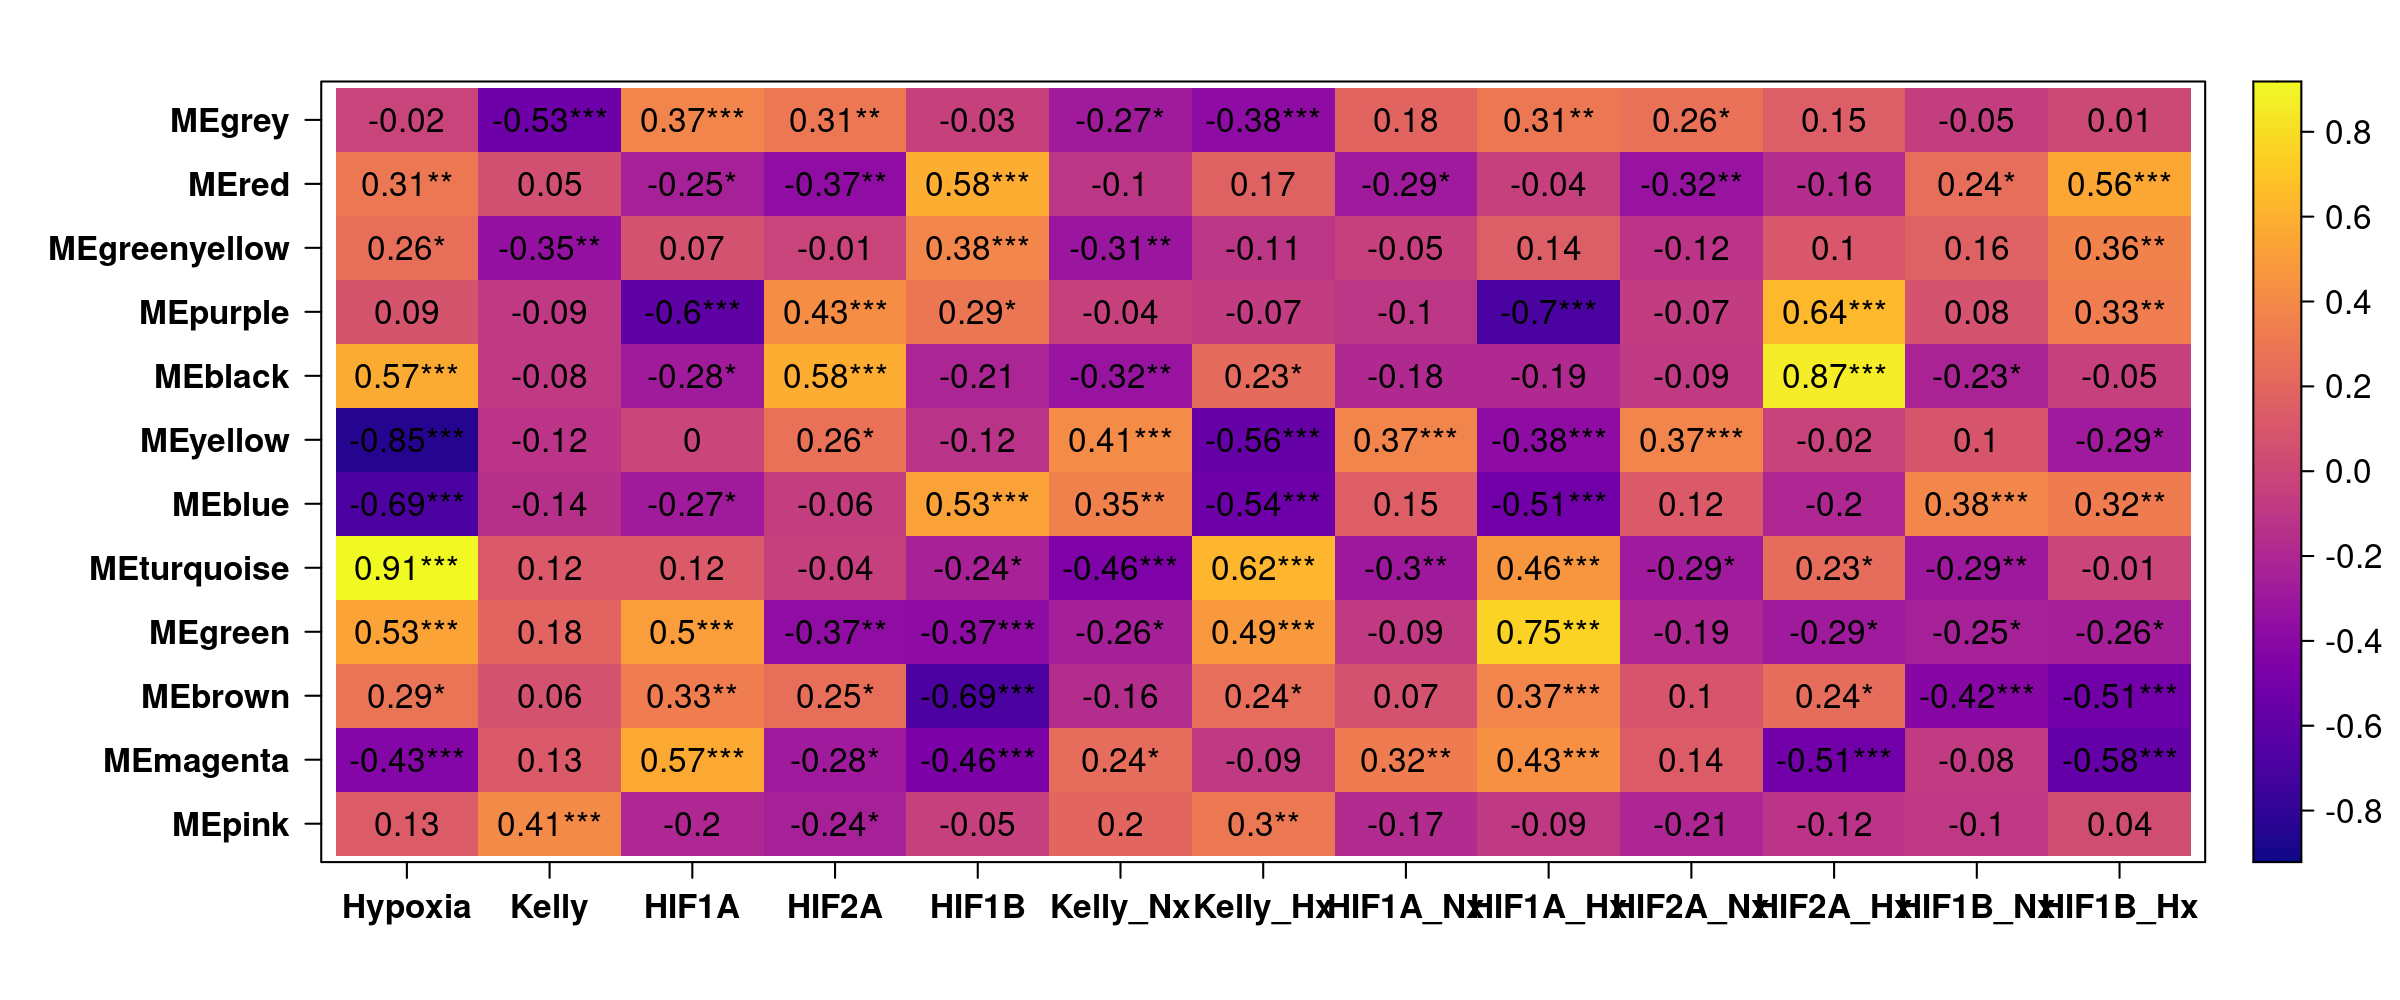 MEgrey -0.02 -0.53*** 0.37*** 0.31** -0.03 -0.27* -0.38*** 0.18 0.31** 0.26* 0.15 -0.05 0.01
0.8
MEred 0.31** 0.05 -0.25* -0.37** 0.58*** -0.1 0.17 -0.29* -0.04 -0.32** -0.16 0.24* 0.56***
0.6
MEgreenyellow 0.26* -0.35** 0.07 -0.01 0.38*** -0.31** -0.11 -0.05 0.14 -0.12 0.1 0.16 0.36**
0.4
MEpurple 0.09 -0.09 -0.6*** 0.43*** 0.29* -0.04 -0.07 -0.1 -0.7*** -0.07 0.64*** 0.08 0.33**
MEblack 0.57*** -0.08 -0.28* 0.58*** -0.21 -0.32** 0.23* -0.18 -0.19 -0.09 0.87*** -0.23* -0.05
0.2
MEyellow -0.85*** -0.12 0 0.26* -0.12 0.41*** -0.56*** 0.37*** -0.38*** 0.37*** -0.02 0.1 -0.29*
0.0
MEblue -0.69*** -0.14 -0.27* -0.06 0.53*** 0.35** -0.54*** 0.15 -0.51*** 0.12 -0.2 0.38*** 0.32**
-0.2
MEturquoise 0.91*** 0.12 0.12 -0.04 -0.24* -0.46*** 0.62*** -0.3** 0.46*** -0.29* 0.23* -0.29** -0.01
MEgreen 0.53*** 0.18 0.5*** -0.37** -0.37*** -0.26* 0.49*** -0.09 0.75*** -0.19 -0.29* -0.25* -0.26*
-0.4
MEbrown 0.29* 0.06 0.33** 0.25* -0.69*** -0.16 0.24* 0.07 0.37*** 0.1 0.24* -0.42*** -0.51***
-0.6
MEmagenta -0.43*** 0.13 0.57*** -0.28* -0.46*** 0.24* -0.09 0.32** 0.43*** 0.14 -0.51*** -0.08 -0.58***
-0.8
MEpink 0.13 0.41*** -0.2 -0.24* -0.05 0.2 0.3** -0.17 -0.09 -0.21 -0.12 -0.1 0.04
Hypoxia Kelly HIF1A HIF2A HIF1B Kelly_Nx Kelly_Hx HIF1A_Nx HIF1A_Hx HIF2A_Nx HIF2A_Hx HIF1B_Nx HIF1B_Hx